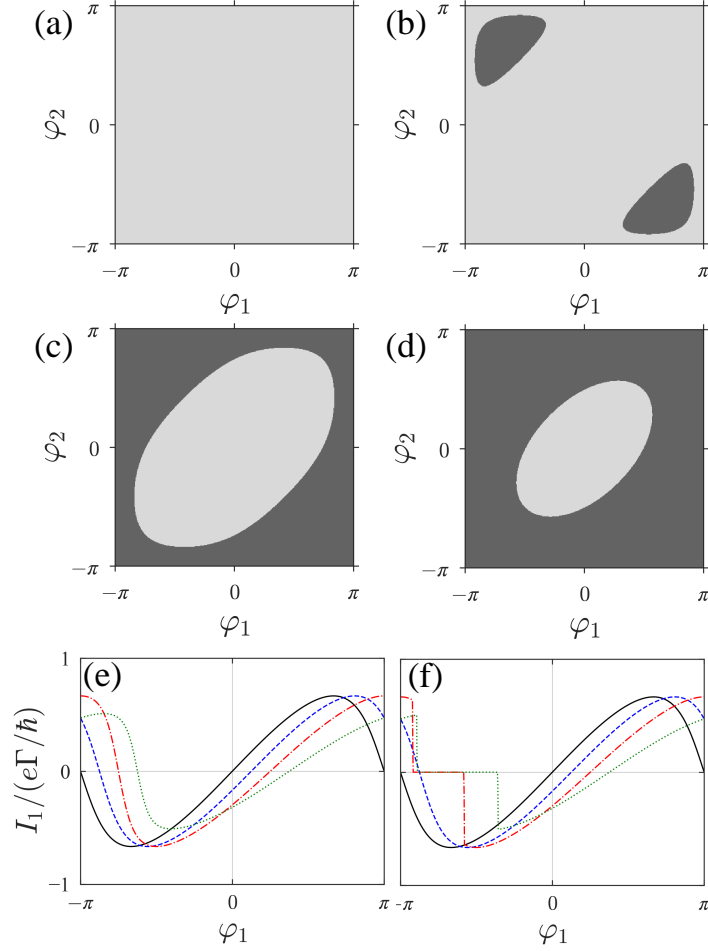 (a) (b)
π π
φ₂ 0 φ₂ 0
−π −π
−π 0 π −π 0 π
φ₁ φ₁
(c) (d)
π π
φ₂ 0 φ₂ 0
−π −π
−π 0 π −π 0 π
φ₁ φ₁
1 (e) (f)
I₁/(eΓ/ħ) 0
−1
−π 0 π -π 0 π
φ₁ φ₁